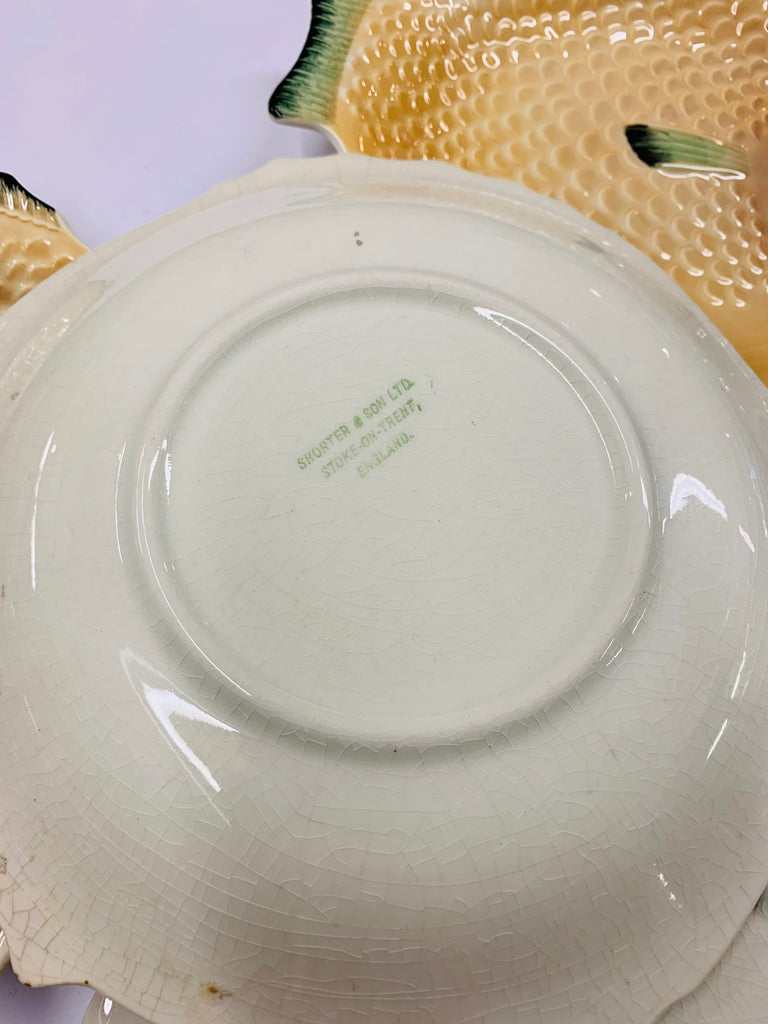 SHORTER & SON LTD.
STOKE-ON-TRENT,
ENGLAND.